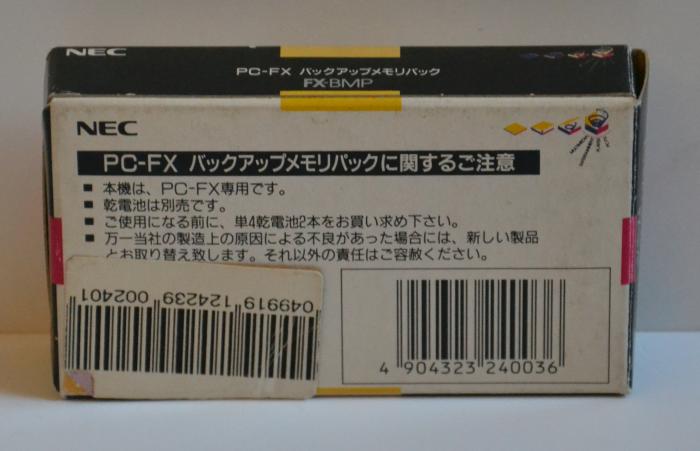 NEC
PC-FX バックアップメモリパック
FX-BMP
NEC
PC-FX バックアップメモリパックに関するご注意
■ 本機は、PC-FX専用です。
■ 乾電池は別売です。
■ ご使用になる前に、単4乾電池2本をお買い求め下さい。
■ 万一当社の製造上の原因による不良があった場合には、新しい製品
とお取り替え致します。それ以外の責任はご容赦ください。
049919 124239 002401
4 904323 240036